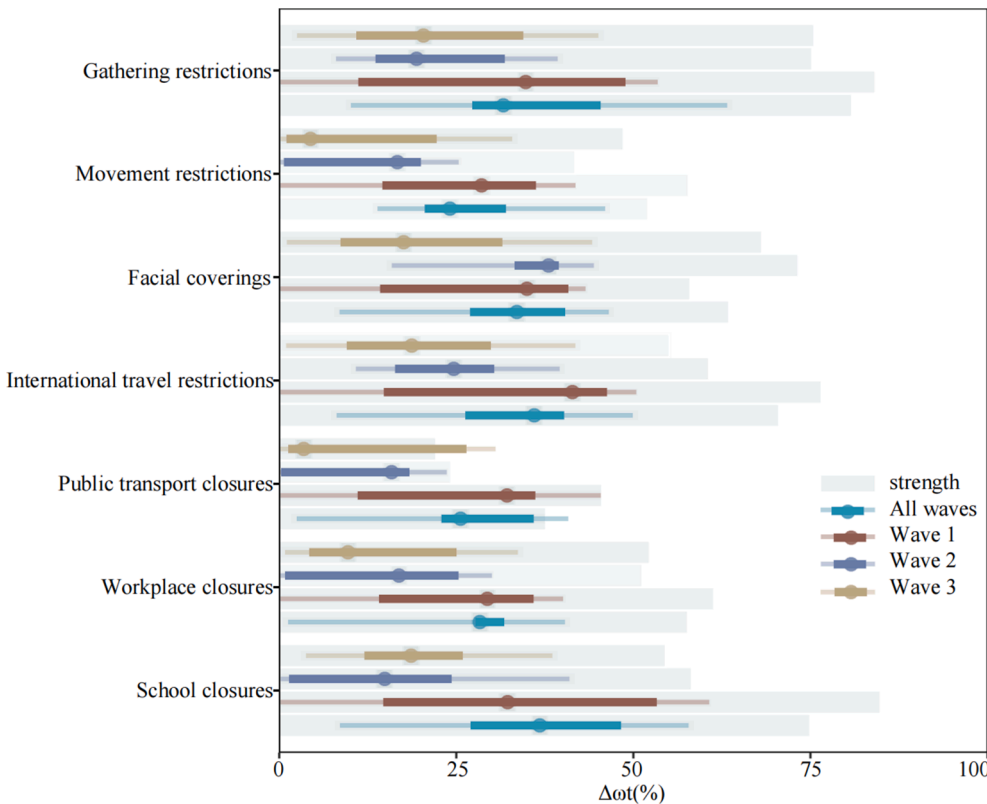 Gathering restrictions
Movement restrictions
Facial coverings
International travel restrictions
Public transport closures
Workplace closures
School closures
strength
All waves
Wave 1
Wave 2
Wave 3
0 25 50 75 100
Δωt(%)